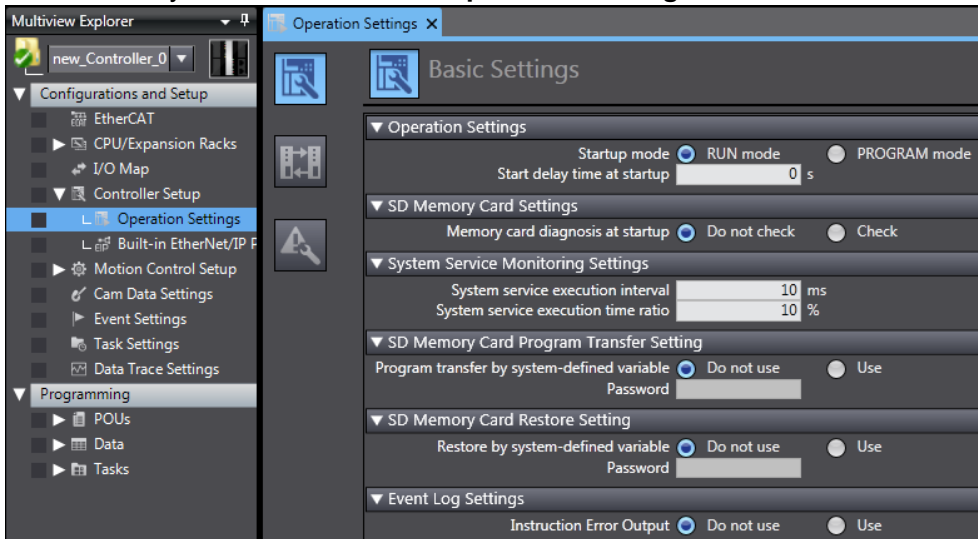 Multiview Explorer
new_Controller_0
Configurations and Setup
EtherCAT
CPU/Expansion Racks
I/O Map
Controller Setup
Operation Settings
Built-in EtherNet/IP P
Motion Control Setup
Cam Data Settings
Event Settings
Task Settings
Data Trace Settings
Programming
POUs
Data
Tasks
Operation Settings
Basic Settings
Operation Settings
Startup mode RUN mode PROGRAM mode
Start delay time at startup 0 s
SD Memory Card Settings
Memory card diagnosis at startup Do not check Check
System Service Monitoring Settings
System service execution interval 10 ms
System service execution time ratio 10 %
SD Memory Card Program Transfer Setting
Program transfer by system-defined variable Do not use Use
Password
SD Memory Card Restore Setting
Restore by system-defined variable Do not use Use
Password
Event Log Settings
Instruction Error Output Do not use Use